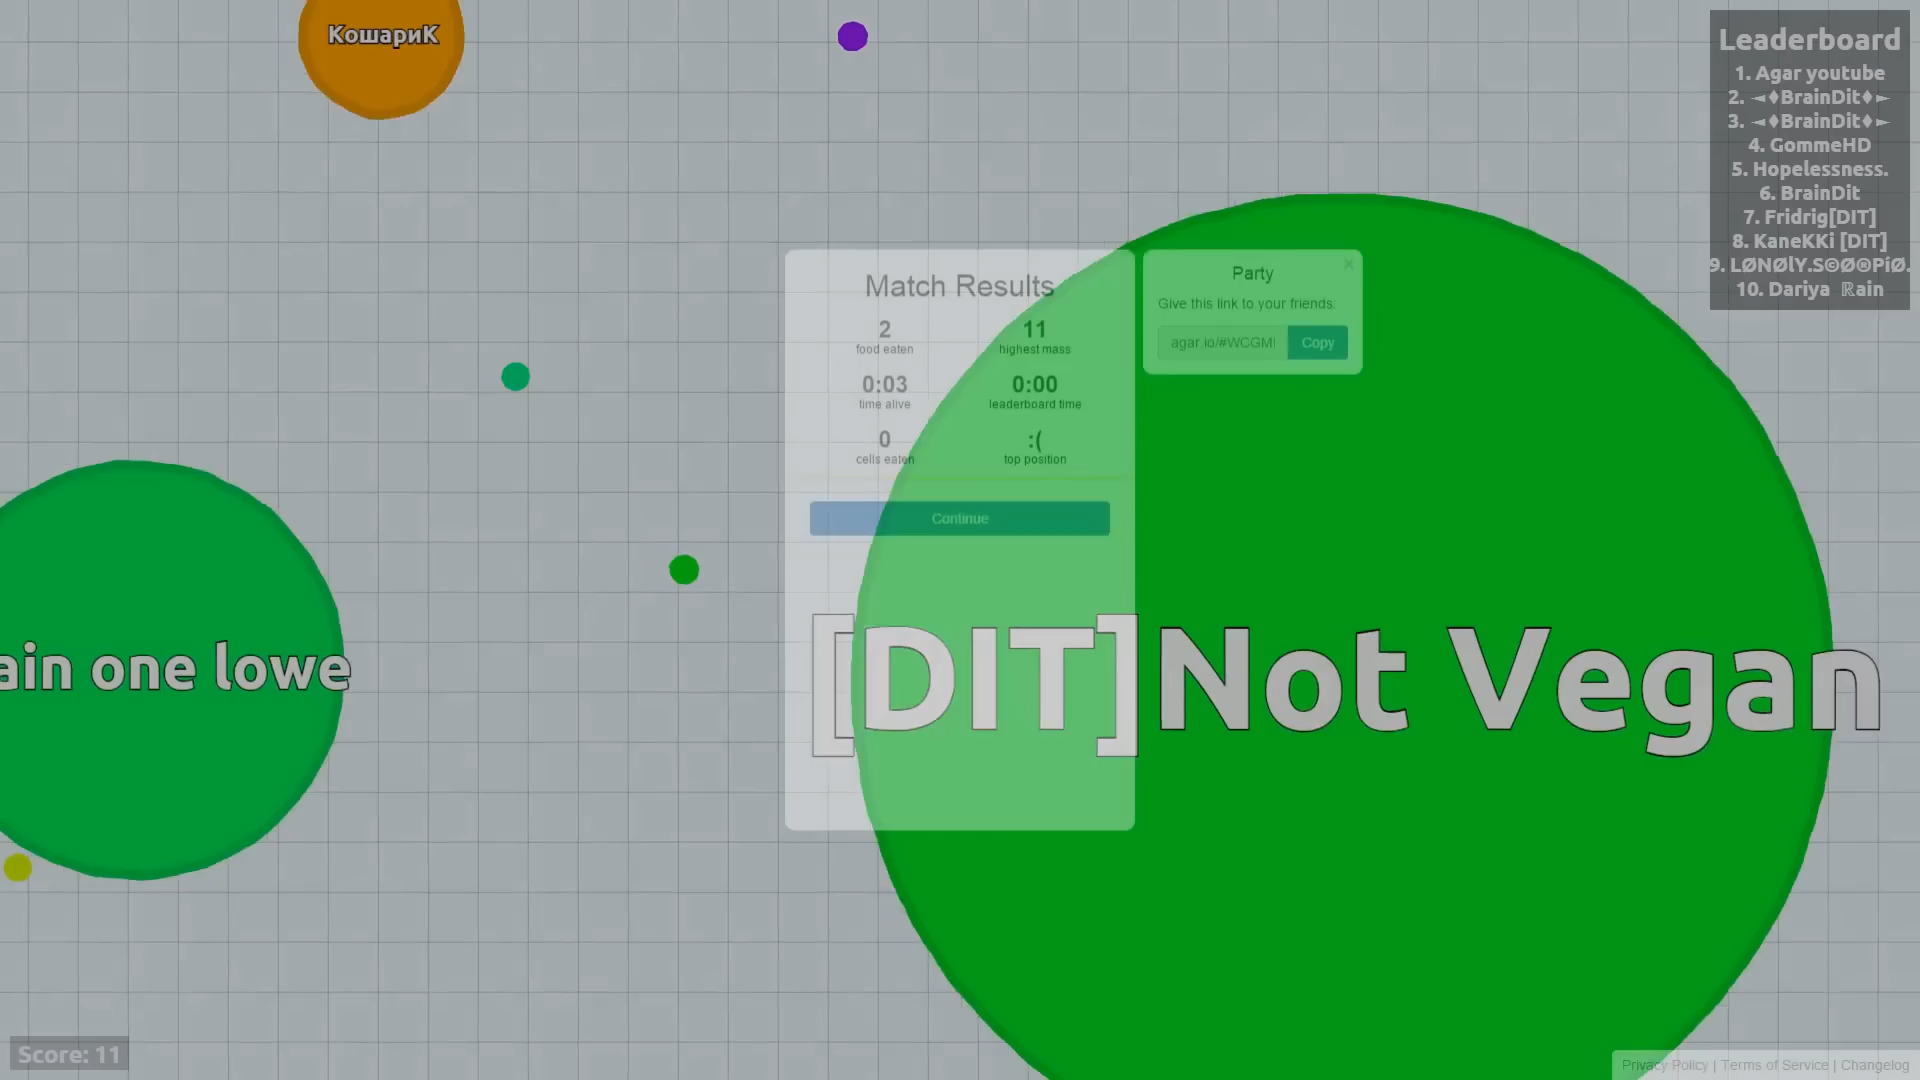 КошариК
Leaderboard
1. Agar youtube
2. ◄♦BrainDit♦►
3. ◄♦BrainDit♦►
4. GommeHD
5. Hopelessness.
6. BrainDit
7. Fridrig[DIT]
8. KaneKKi [DIT]
9. LØNØlY.S©Ø®PíØ.
10. Dariya ℝain
Match Results
2
food eaten
11
highest mass
0:03
time alive
0:00
leaderboard time
0
cells eaten
:(
top position
Continue
Party
×
Give this link to your friends:
agar.io/#WCGM
Copy
ain one lowe
[DIT]Not Vegan
Score: 11
Privacy Policy | Terms of Service | Changelog